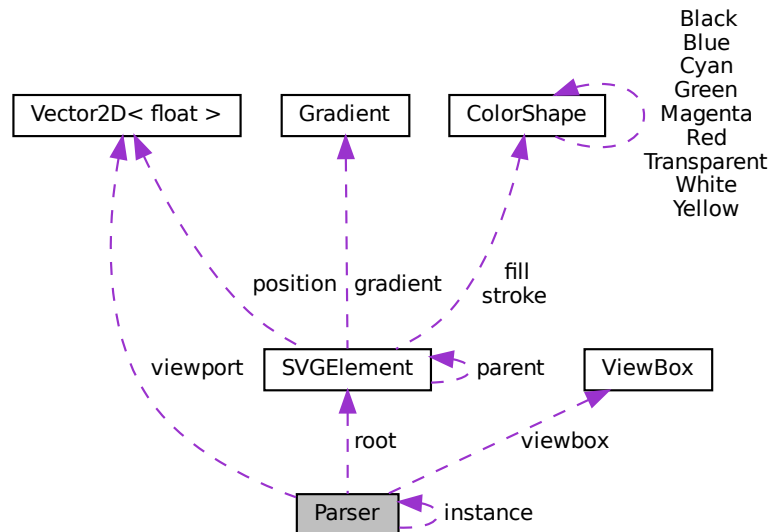 Black
Blue
Cyan
Green
Magenta
Red
Transparent
White
Yellow
Vector2D< float >
Gradient
ColorShape
position
gradient
fill
stroke
viewport
SVGElement
parent
ViewBox
root
viewbox
Parser
instance